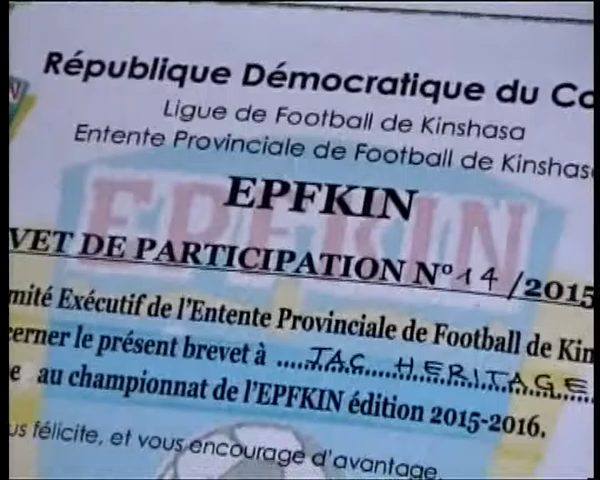 République Démocratique du Co
Ligue de Football de Kinshasa
Entente Provinciale de Football de Kinshas
EPFKIN
VET DE PARTICIPATION N° 14 /2015
mité Exécutif de l'Entente Provinciale de Football de Kin
cerner le présent brevet à ......TAC HERITAGE
e au championnat de l'EPFKIN édition 2015-2016.
us félicite, et vous encourage d'avantage.